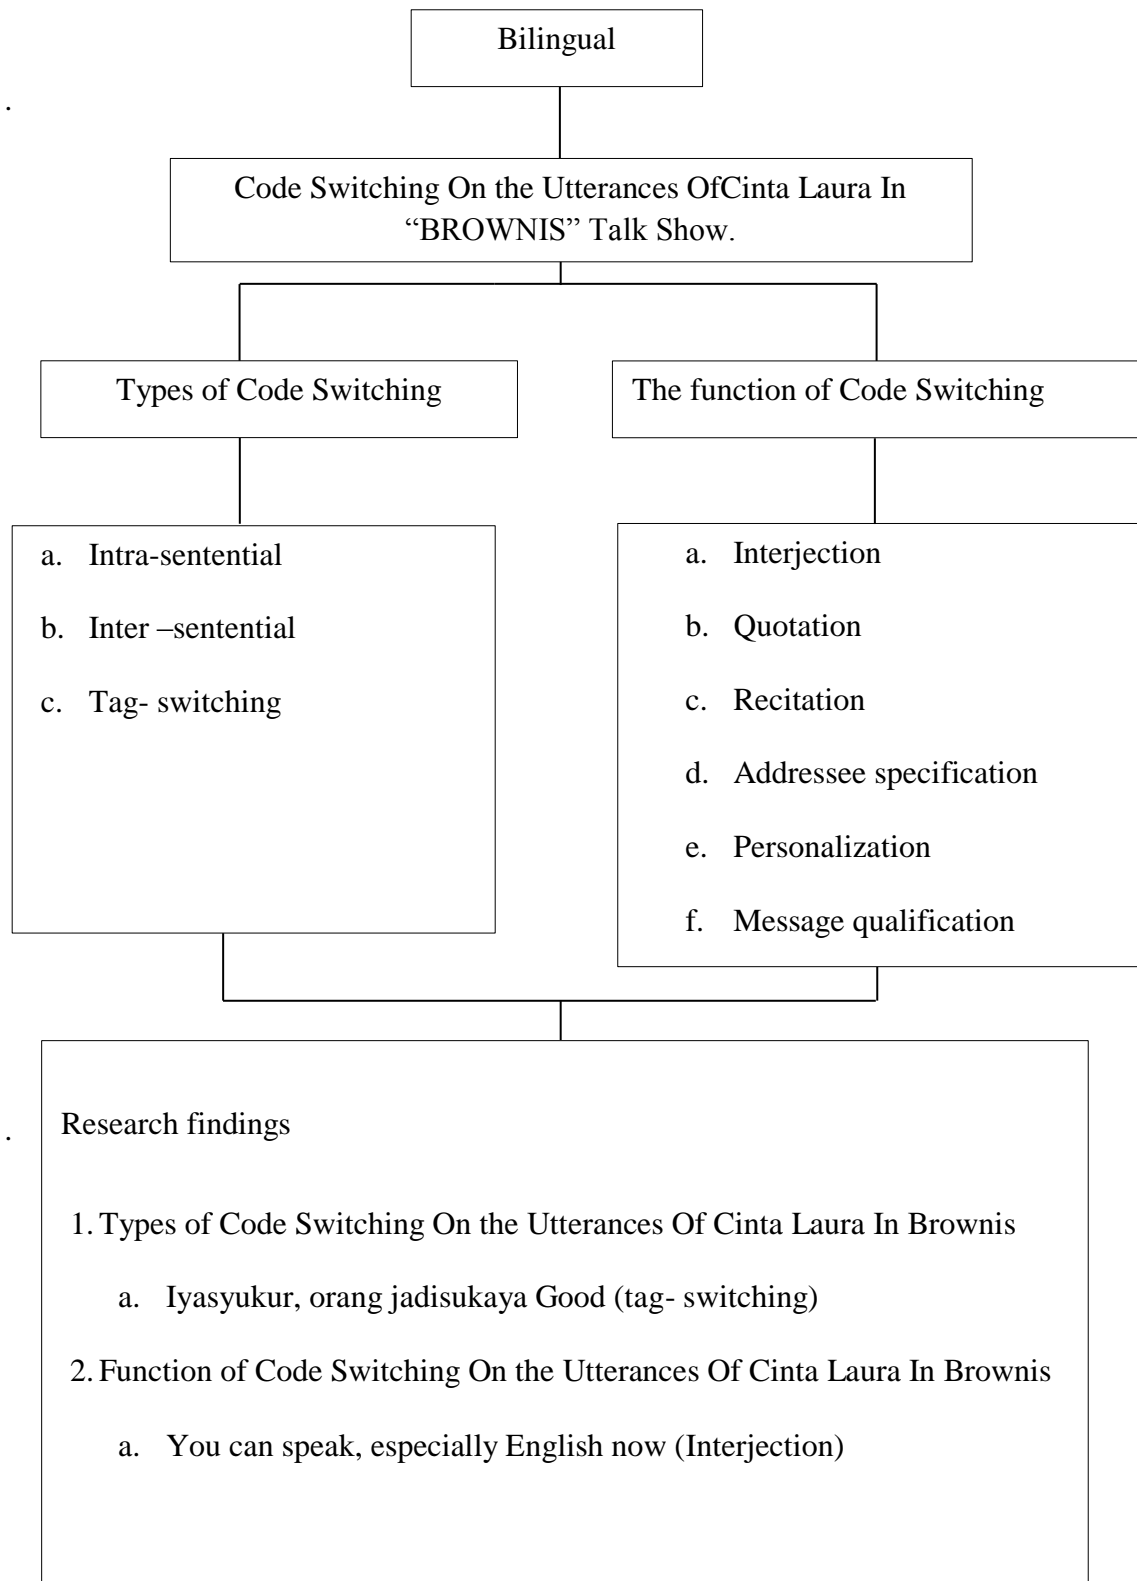 Bilingual
.
Code Switching On the Utterances OfCinta Laura In
“BROWNIS” Talk Show.
Types of Code Switching
The function of Code Switching
a. Intra-sentential
b. Inter –sentential
c. Tag- switching
a. Interjection
b. Quotation
c. Recitation
d. Addressee specification
e. Personalization
f. Message qualification
.
Research findings
1. Types of Code Switching On the Utterances Of Cinta Laura In Brownis
a. Iyasyukur, orang jadisukaya Good (tag- switching)
2. Function of Code Switching On the Utterances Of Cinta Laura In Brownis
a. You can speak, especially English now (Interjection)